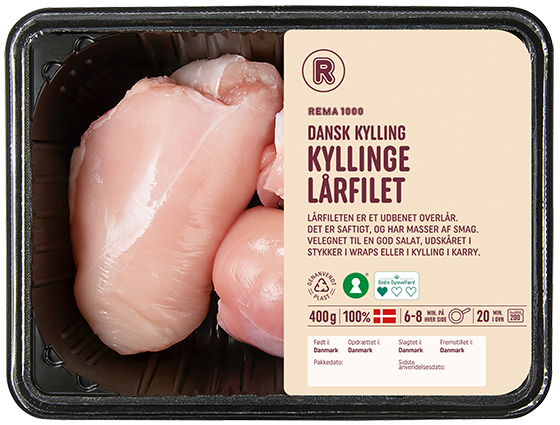 R
REMA 1000
DANSK KYLLING
KYLLINGE
LÅRFILET
LÅRFILETEN ER ET UDBENET OVERLÅR.
DET ER SAFTIGT, OG HAR MASSER AF SMAG.
VELEGNET TIL EN GOD SALAT, UDSKÅRET I
STYKKER I WRAPS ELLER I KYLLING I KARRY.
GENANVENDT PLAST
Bedre Dyrevelfærd
400g 100% 6-8 MIN. PÅ HVER SIDE 20 MIN. I OVN 200°
Født i: Opdrættet i: Slagtet i: Fremstillet i:
Danmark Danmark Danmark Danmark
Pakkedato: Sidste anvendelsesdato: